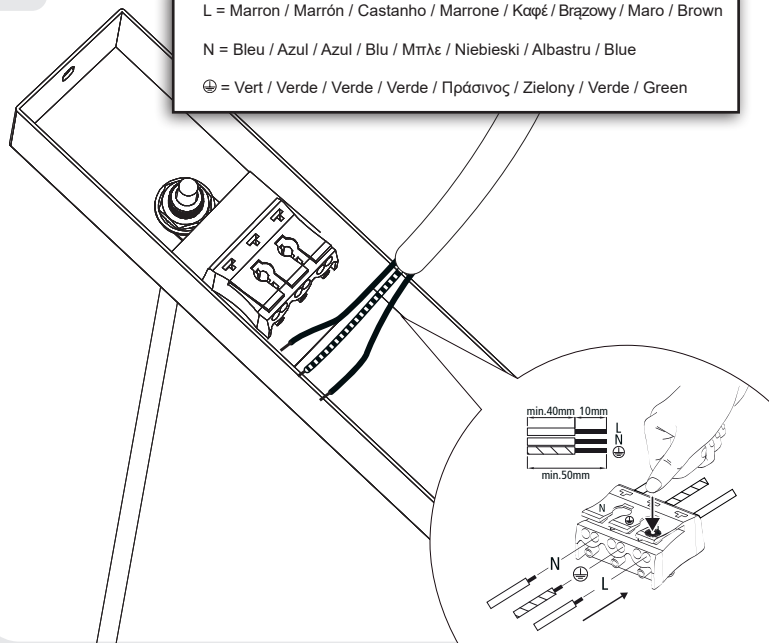 L = Marron / Marrón / Castanho / Marrone / Καφέ / Brązowy / Maro / Brown
N = Bleu / Azul / Azul / Blu / Μπλε / Niebieski / Albastru / Blue
⏚ = Vert / Verde / Verde / Verde / Πράσινος / Zielony / Verde / Green
min.40mm 10mm
L
N
⏚
min.50mm
N
⏚
N
⏚
L